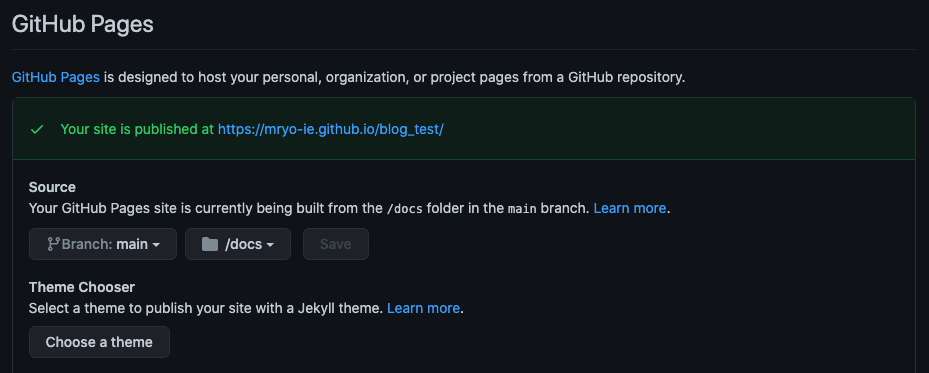 GitHub Pages
GitHub Pages is designed to host your personal, organization, or project pages from a GitHub repository.
Your site is published at https://mryo-ie.github.io/blog_test/
Source
Your GitHub Pages site is currently being built from the /docs folder in the main branch. Learn more.
Branch: main /docs Save
Theme Chooser
Select a theme to publish your site with a Jekyll theme. Learn more.
Choose a theme